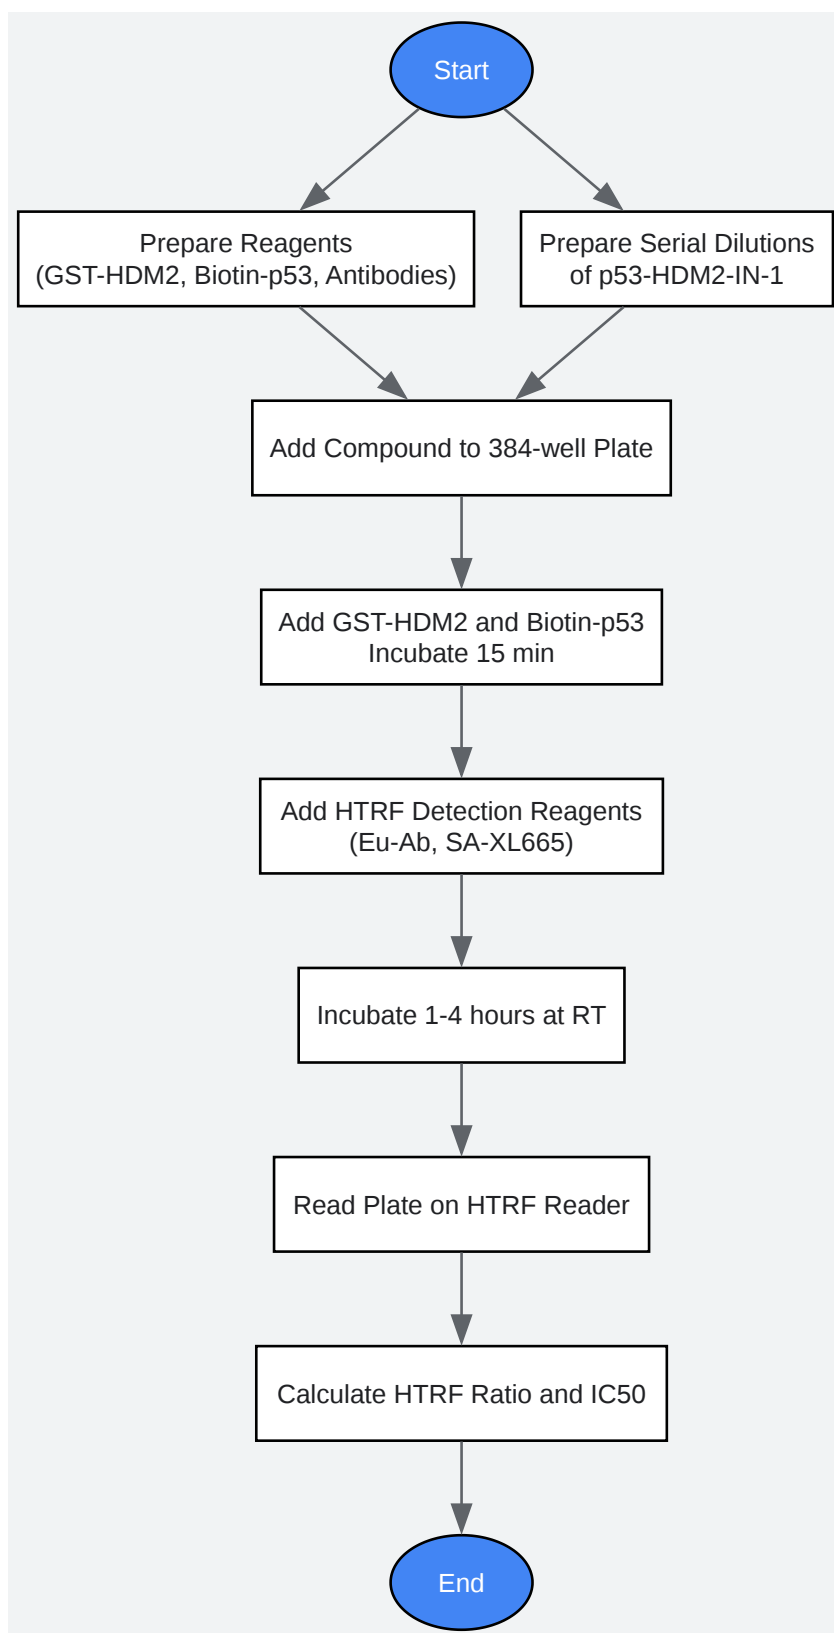 Start
Prepare Reagents
(GST-HDM2, Biotin-p53, Antibodies)
Prepare Serial Dilutions
of p53-HDM2-IN-1
Add Compound to 384-well Plate
Add GST-HDM2 and Biotin-p53
Incubate 15 min
Add HTRF Detection Reagents
(Eu-Ab, SA-XL665)
Incubate 1-4 hours at RT
Read Plate on HTRF Reader
Calculate HTRF Ratio and IC50
End